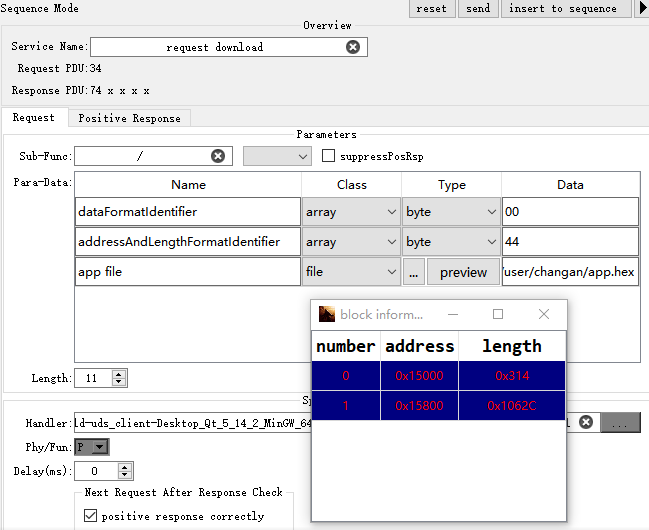 Sequence Mode
reset send insert to sequence
Overview
Service Name: request download
Request PDU:34
Response PDU:74 x x x x
Request Positive Response
Parameters
Sub-Func: / suppressPosRsp
Para-Data: Name Class Type Data
dataFormatIdentifier array byte 00
addressAndLengthFormatIdentifier array byte 44
app file file ... preview /user/changan/app.hex
block inform...
number address length
0 0x15000 0x314
1 0x15800 0x1062C
Length: 11
Sp
Handler: ld-uds_client-Desktop_Qt_5_14_2_MinGW_64 ...
Phy/Fun: P
Delay(ms): 0
Next Request After Response Check
positive response correctly